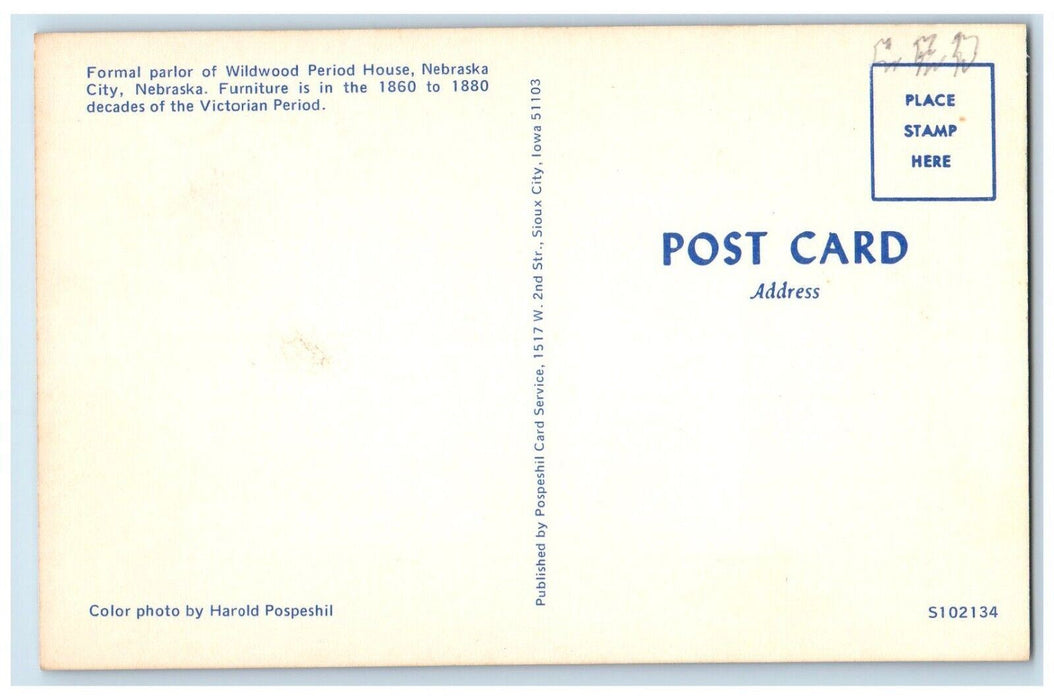 Formal parlor of Wildwood Period House, Nebraska
City, Nebraska. Furniture is in the 1860 to 1880
decades of the Victorian Period.
Published by Pospeshil Card Service, 1517 W. 2nd Str., Sioux City, Iowa 51103
PLACE
STAMP
HERE
POST CARD
Address
Color photo by Harold Pospeshil
S102134